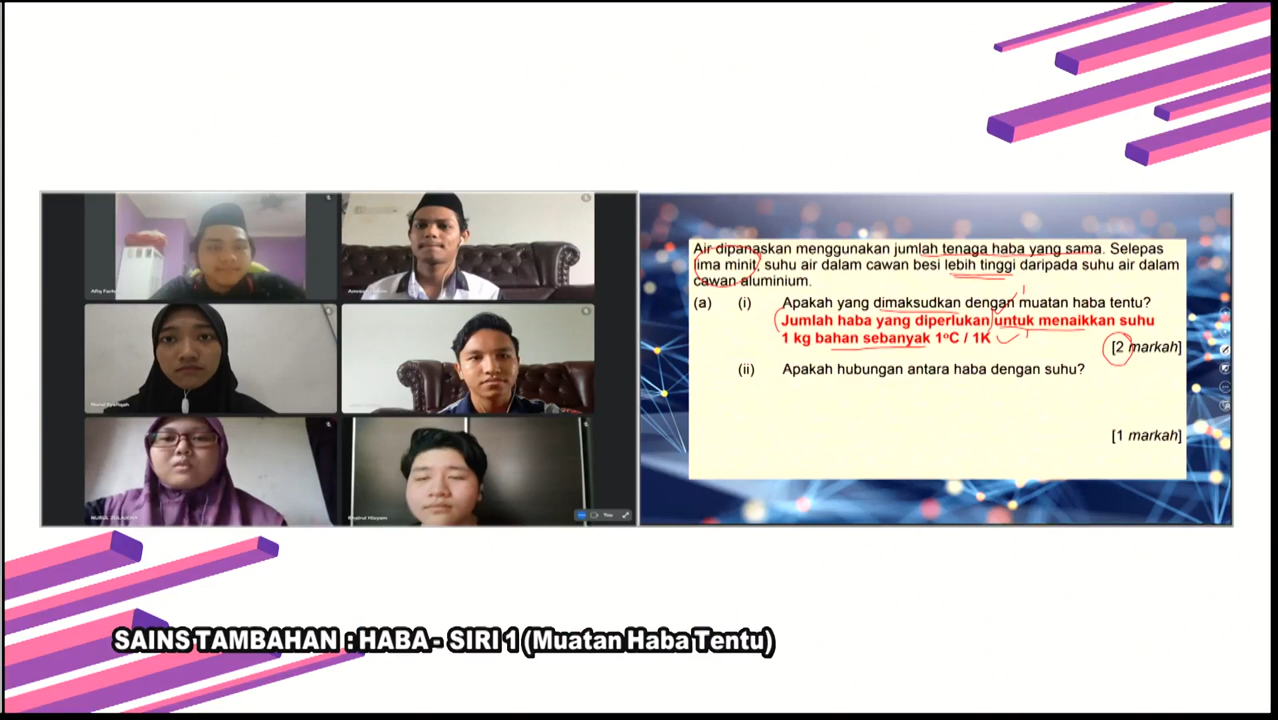 Air dipanaskan menggunakan jumlah tenaga haba yang sama. Selepas
lima minit, suhu air dalam cawan besi lebih tinggi daripada suhu air dalam
cawan aluminium.
(a) (i) Apakah yang dimaksudkan dengan muatan haba tentu?
Jumlah haba yang diperlukan untuk menaikkan suhu
1 kg bahan sebanyak 1°C / 1K
[2 markah]
(ii) Apakah hubungan antara haba dengan suhu?
[1 markah]
You
SAINS TAMBAHAN : HABA - SIRI 1 (Muatan Haba Tentu)